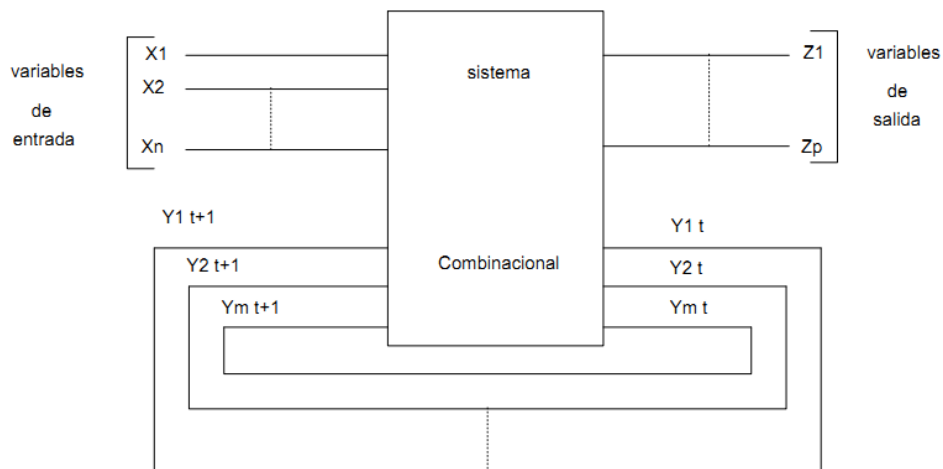 variables
de
entrada
X1
X2
Xn
sistema
Combinacional
Z1
Zp
variables
de
salida
Y1 t+1
Y2 t+1
Ym t+1
Y1 t
Y2 t
Ym t